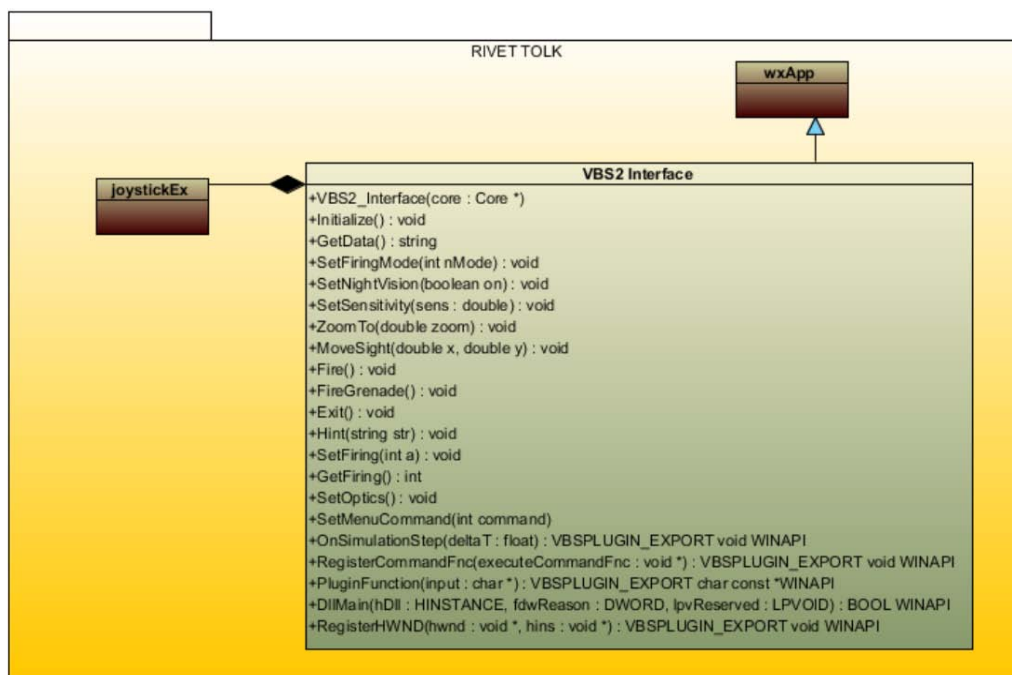 RIVET TOLK
wxApp
joystickEx
VBS2 Interface
+VBS2_Interface(core : Core *)
+Initialize() : void
+GetData() : string
+SetFiringMode(int nMode) : void
+SetNightVision(boolean on) : void
+SetSensitivity(sens : double) : void
+ZoomTo(double zoom) : void
+MoveSight(double x, double y) : void
+Fire() : void
+FireGrenade() : void
+Exit() : void
+Hint(string str) : void
+SetFiring(int a) : void
+GetFiring() : int
+SetOptics() : void
+SetMenuCommand(int command)
+OnSimulationStep(deltaT : float) : VBSPLUGIN_EXPORT void WINAPI
+RegisterCommandFnc(executeCommandFnc : void *) : VBSPLUGIN_EXPORT void WINAPI
+PluginFunction(input : char *) : VBSPLUGIN_EXPORT char const *WINAPI
+DllMain(hDll : HINSTANCE, fdwReason : DWORD, lpvReserved : LPVOID) : BOOL WINAPI
+RegisterHWND(hwnd : void *, hins : void *) : VBSPLUGIN_EXPORT void WINAPI